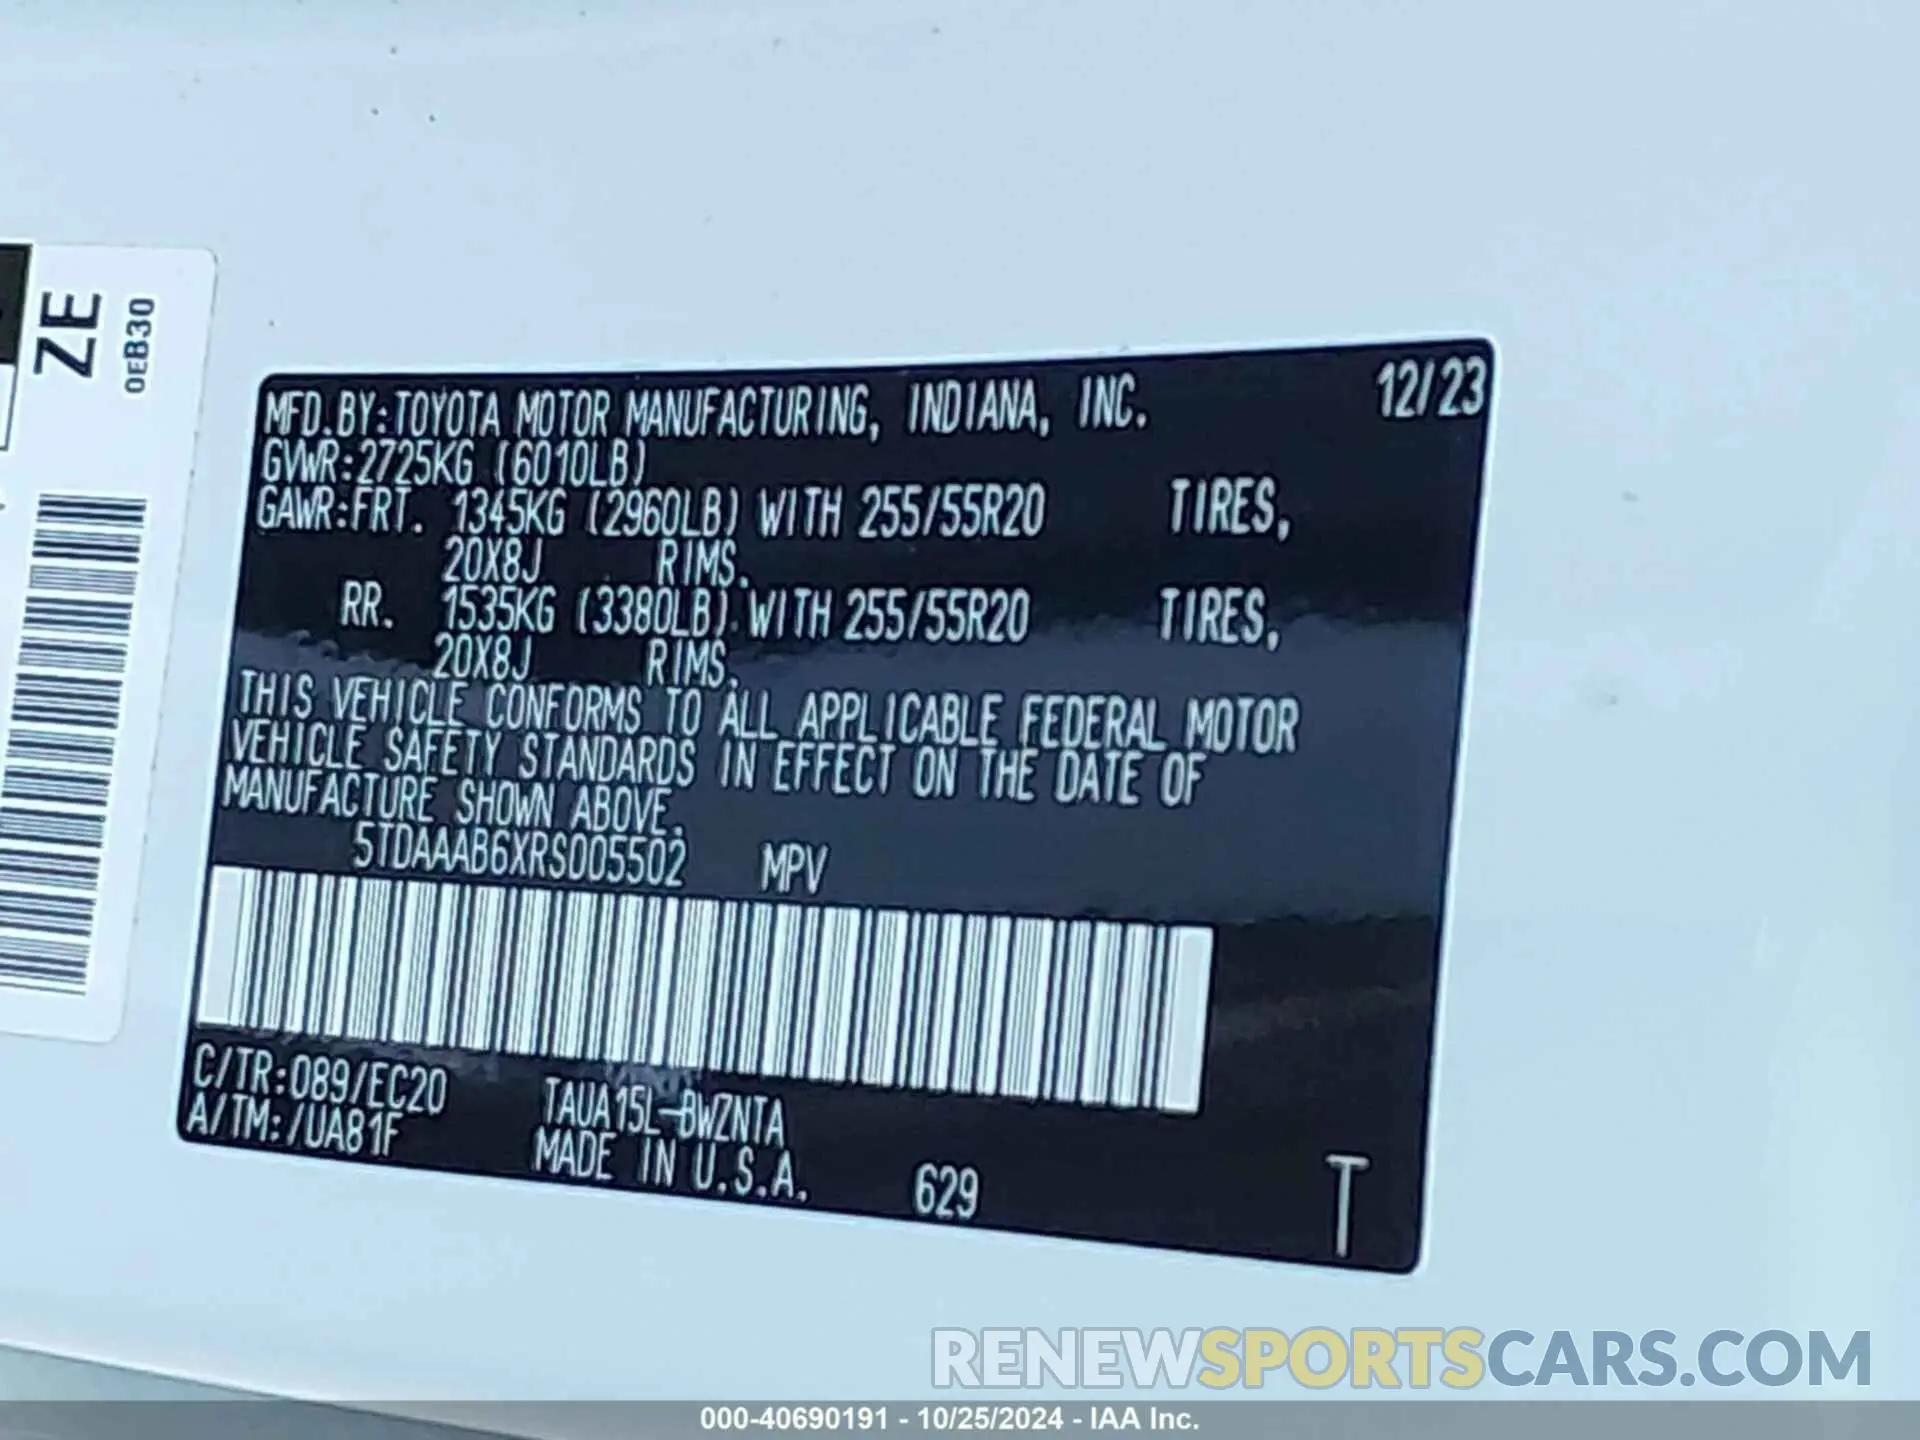 ZE
0EB30
MFD.BY:TOYOTA MOTOR MANUFACTURING, INDIANA, INC. 12/23
GVWR:2725KG (6010LB)
GAWR:FRT. 1345KG (2960LB) WITH 255/55R20 TIRES,
20X8J RIMS.
RR. 1535KG (3380LB) WITH 255/55R20 TIRES,
20X8J RIMS.
THIS VEHICLE CONFORMS TO ALL APPLICABLE FEDERAL MOTOR
VEHICLE SAFETY STANDARDS IN EFFECT ON THE DATE OF
MANUFACTURE SHOWN ABOVE.
5TDAAAB6XRS005502 MPV
C/TR:089/EC20 TAUA15L-BWZNTA
A/TM:/UA81F MADE IN U.S.A. 629 T
RENEWSPORTSCARS.COM
000-40690191 - 10/25/2024 - IAA Inc.